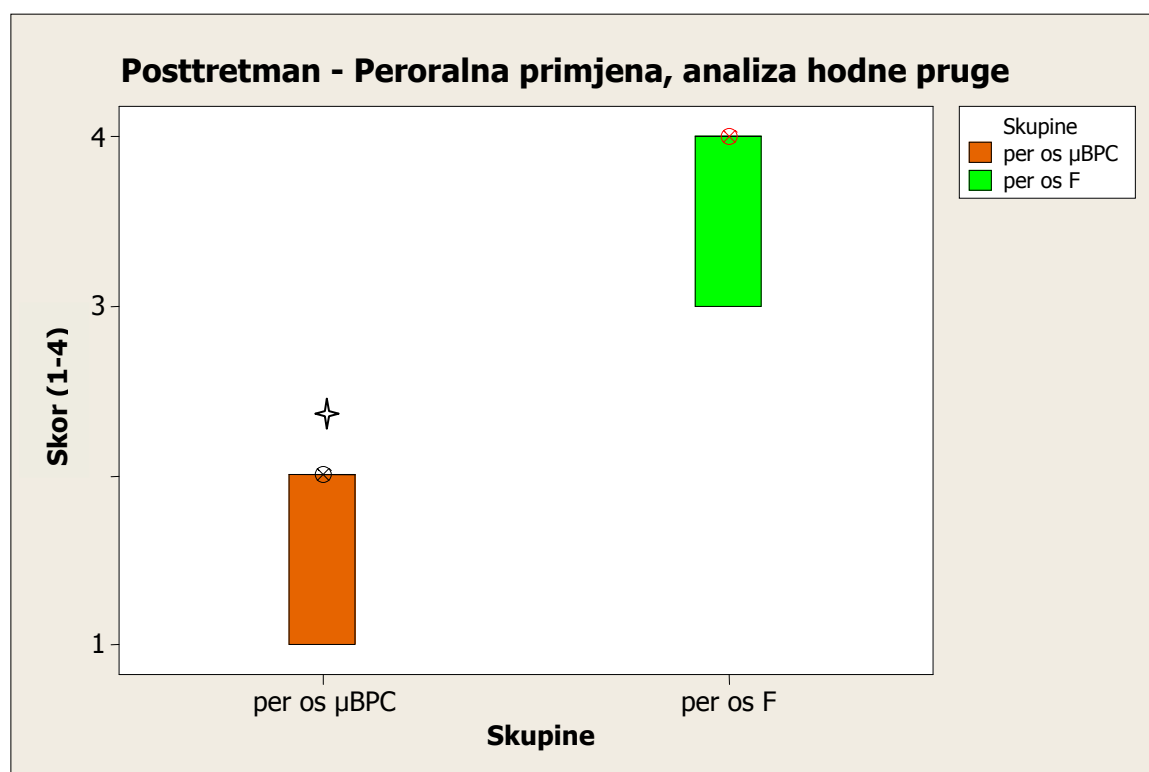 Posttretman - Peroralna primjena, analiza hodne pruge
Skupine
per os µBPC
per os F
4
3
1
Skor (1-4)
per os µBPC
per os F
Skupine